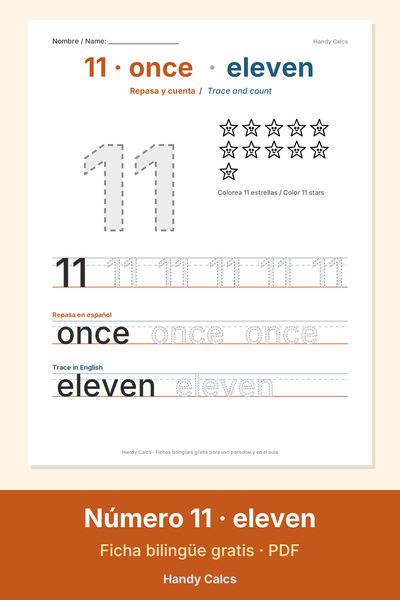 Nombre / Name: ____________________
Handy Calcs
11 · once • eleven
Repasa y cuenta / Trace and count
11
Colorea 11 estrellas / Color 11 stars
11 11 11 11 11 11
Repasa en español
once once once
Trace in English
eleven eleven
Handy Calcs · Fichas bilingües gratis para uso personal y en el aula
Número 11 · eleven
Ficha bilingüe gratis · PDF
Handy Calcs